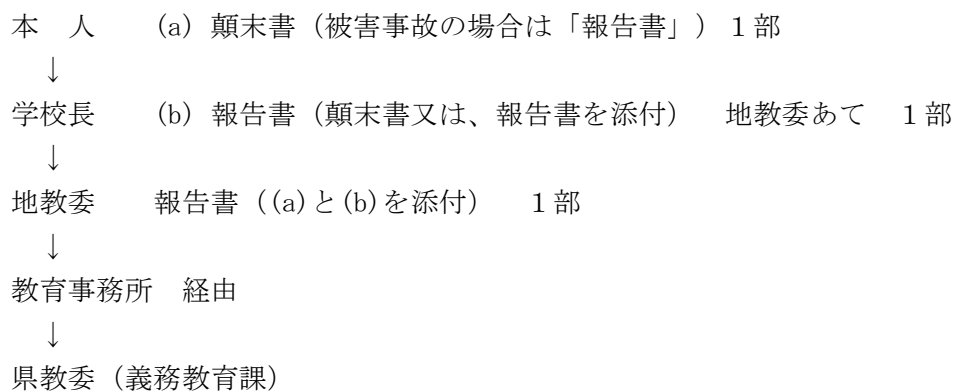 本　人　　(a) 顛末書（被害事故の場合は「報告書」）１部
↓
学校長　　(b) 報告書（顛末書又は、報告書を添付）　地教委あて　１部
↓
地教委　　報告書（(a)と(b)を添付）　１部
↓
教育事務所　経由
↓
県教委（義務教育課）